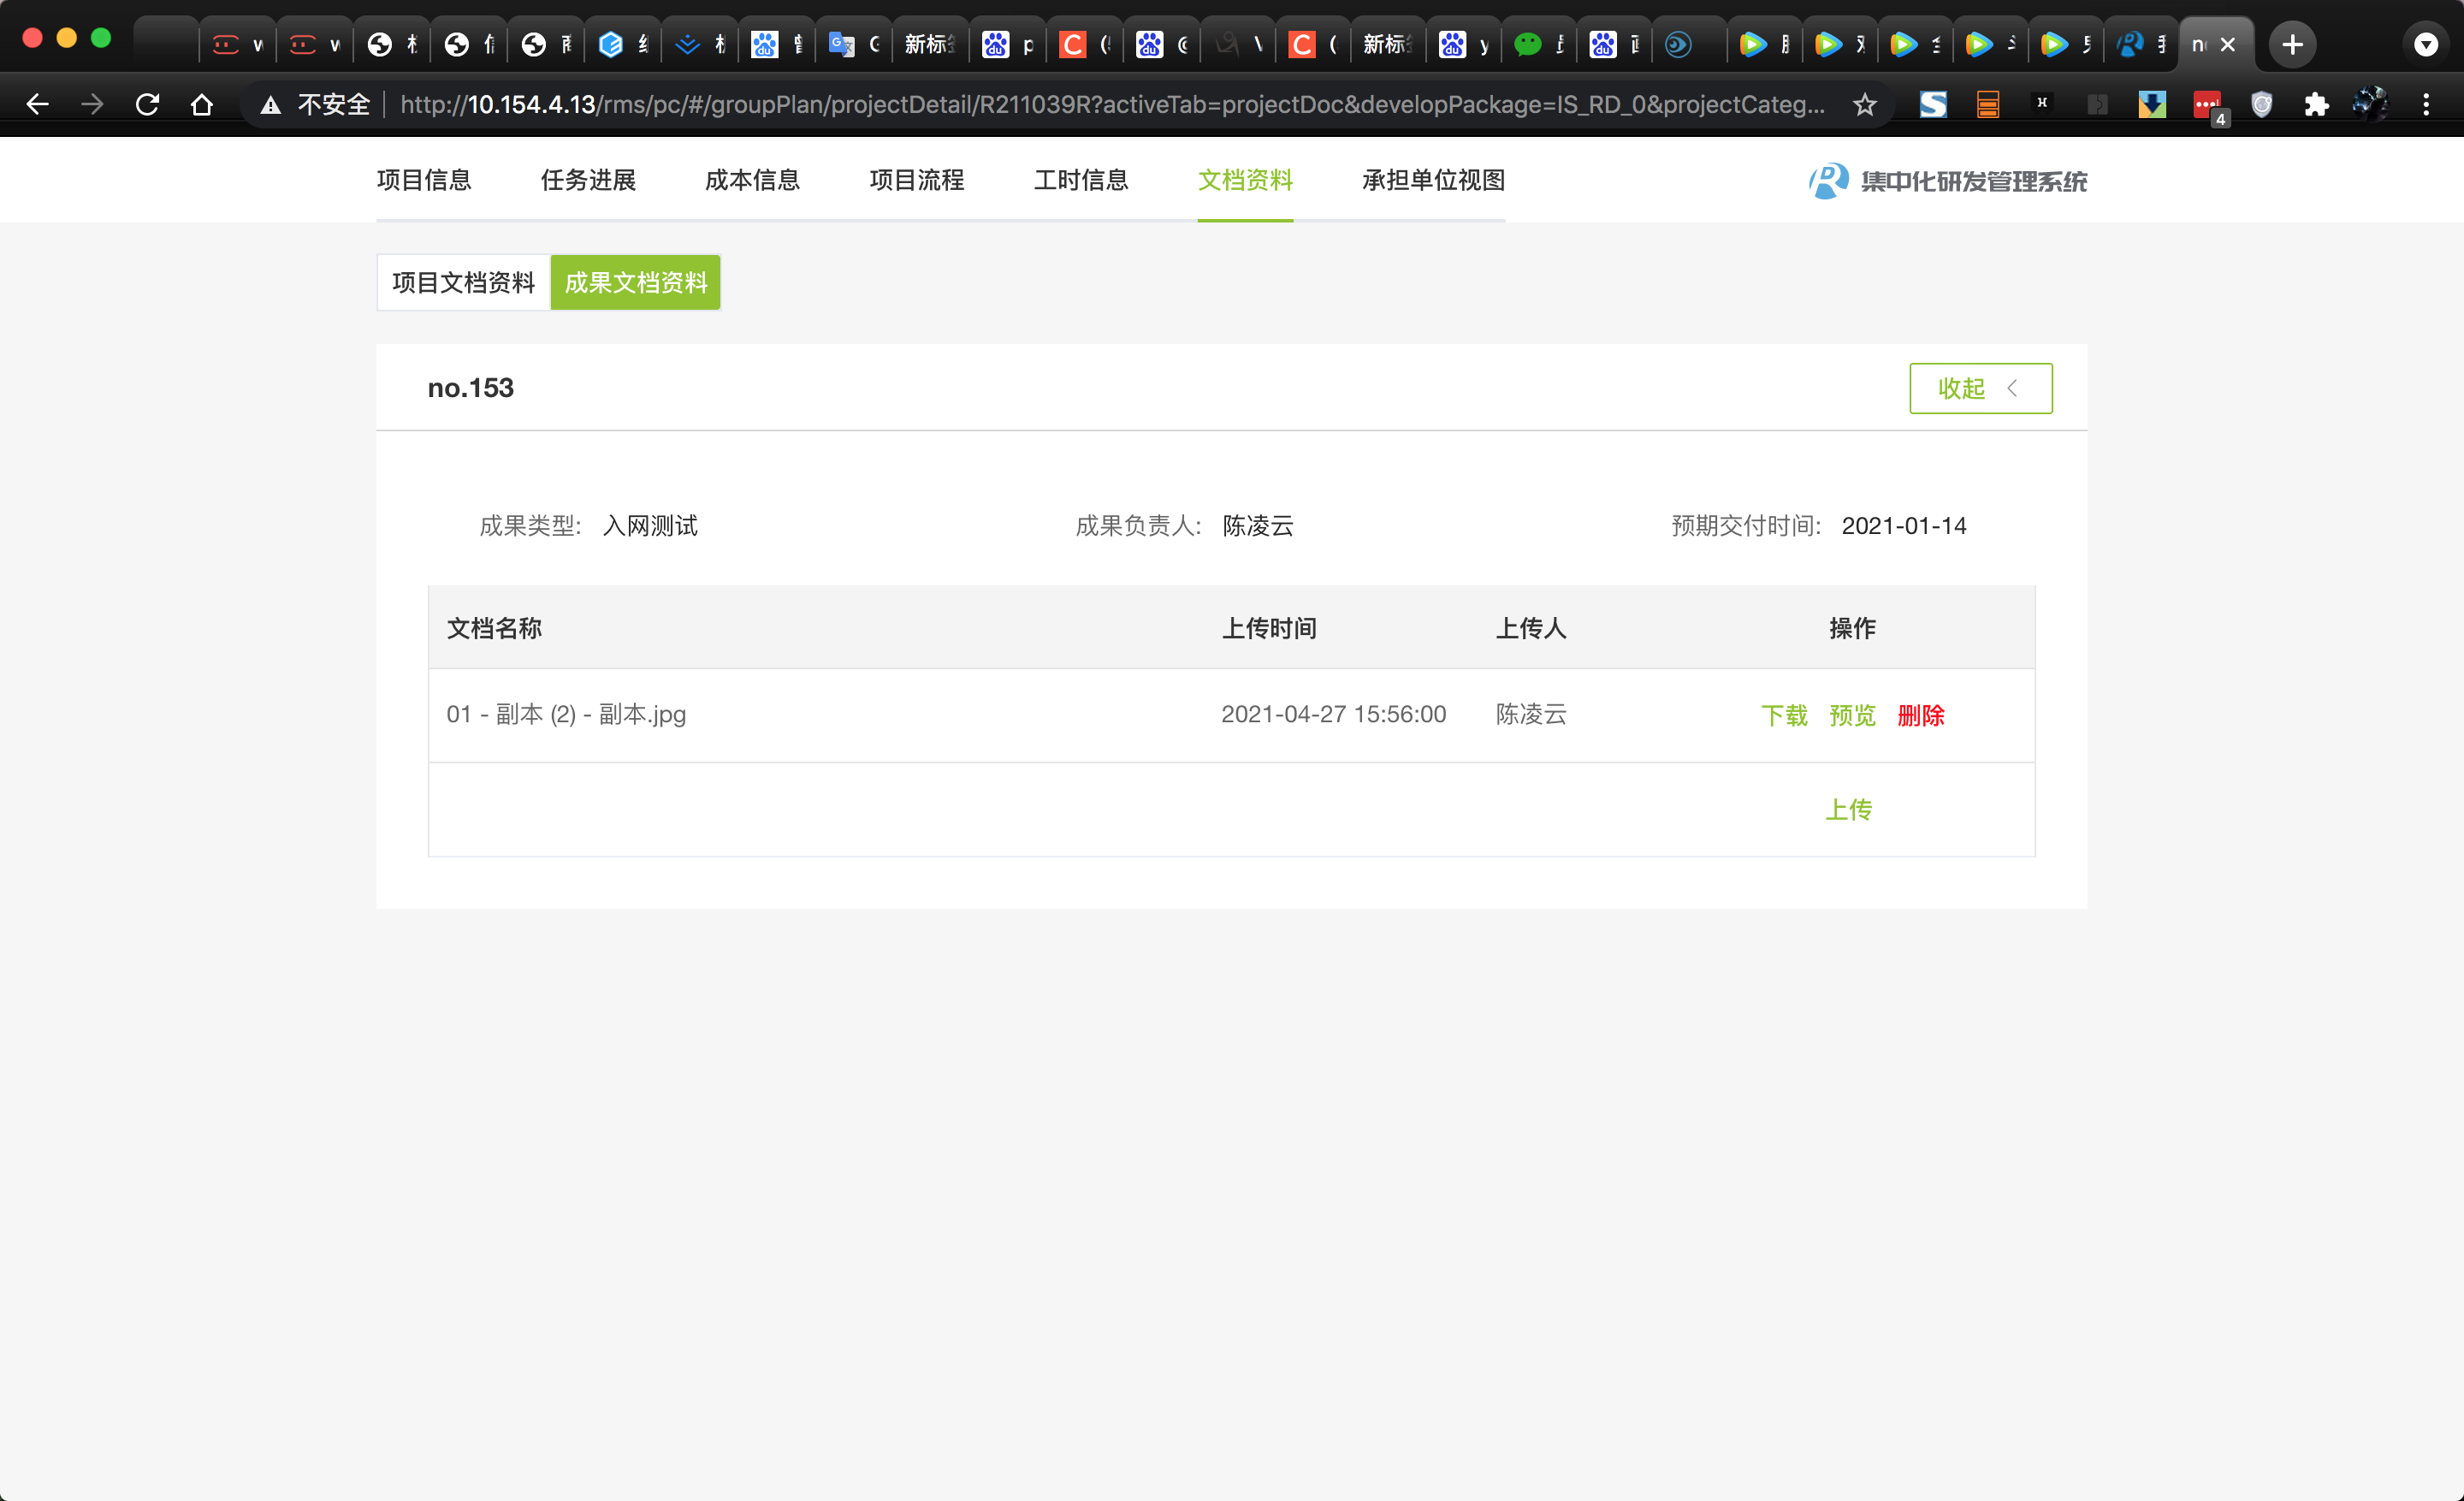 新标
新标
不安全
http://10.154.4.13/rms/pc/#/groupPlan/projectDetail/R211039R?activeTab=projectDoc&developPackage=IS_RD_0&projectCateg...
4
项目信息 任务进展 成本信息 项目流程 工时信息 文档资料 承担单位视图
集中化研发管理系统
项目文档资料 成果文档资料
no.153
收起
成果类型: 入网测试 成果负责人: 陈凌云 预期交付时间: 2021-01-14
文档名称 上传时间 上传人 操作
01 - 副本 (2) - 副本.jpg 2021-04-27 15:56:00 陈凌云 下载 预览 删除
上传